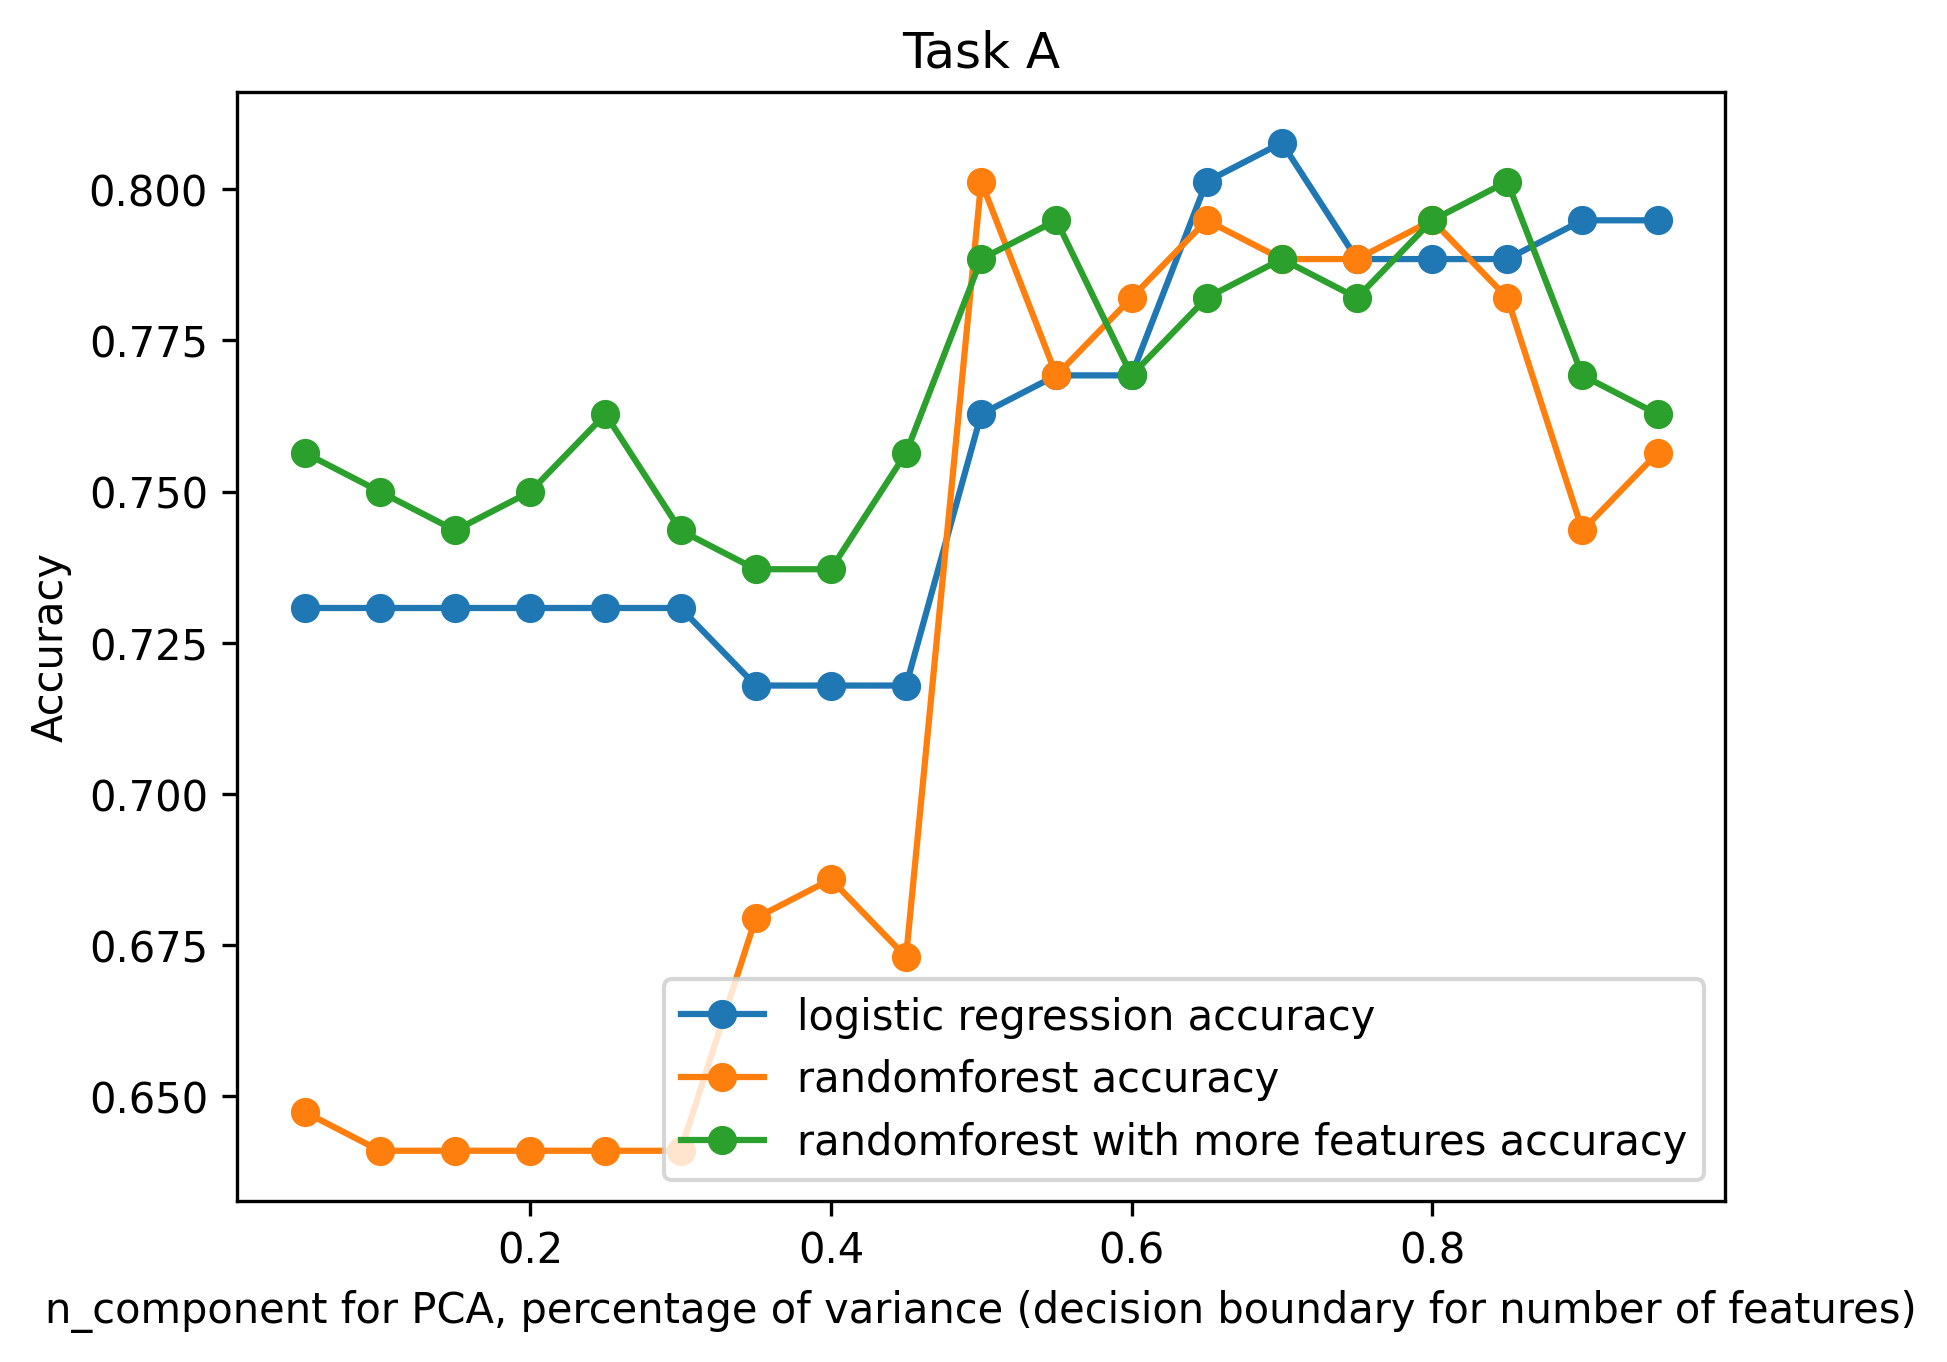 Task A
0.800
0.775
0.750
0.725
0.700
0.675
0.650
Accuracy
logistic regression accuracy
randomforest accuracy
randomforest with more features accuracy
0.2 0.4 0.6 0.8
n_component for PCA, percentage of variance (decision boundary for number of features)